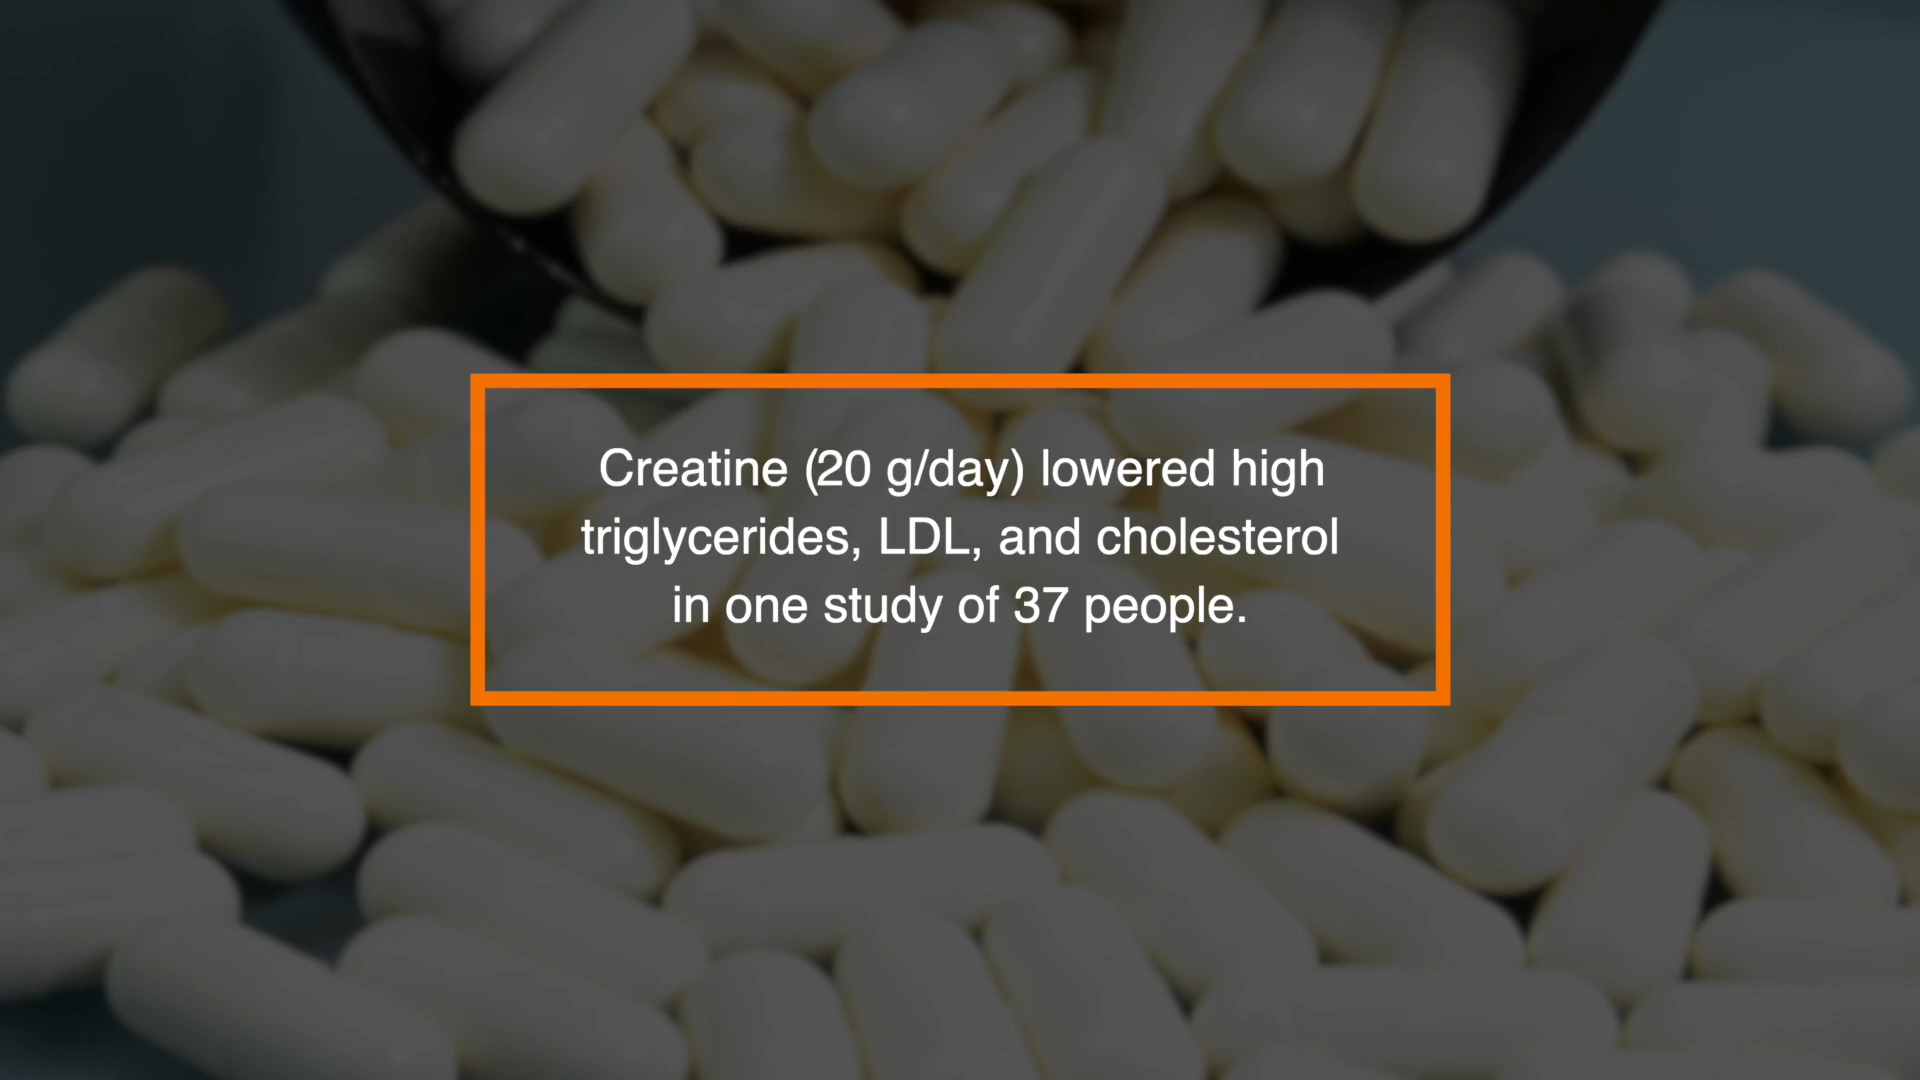 Creatine (20 g/day) lowered high
triglycerides, LDL, and cholesterol
in one study of 37 people.